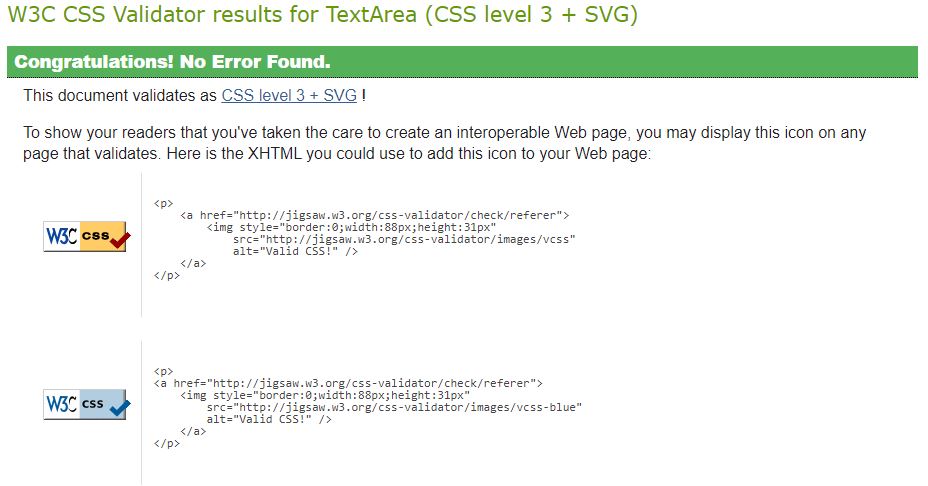 W3C CSS Validator results for TextArea (CSS level 3 + SVG)
Congratulations! No Error Found.
This document validates as CSS level 3 + SVG !
To show your readers that you've taken the care to create an interoperable Web page, you may display this icon on any
page that validates. Here is the XHTML you could use to add this icon to your Web page:
W3C css
<p>
    <a href="http://jigsaw.w3.org/css-validator/check/referer">
        <img style="border:0;width:88px;height:31px"
            src="http://jigsaw.w3.org/css-validator/images/vcss"
            alt="Valid CSS!" />
    </a>
</p>
W3C css
<p>
<a href="http://jigsaw.w3.org/css-validator/check/referer">
    <img style="border:0;width:88px;height:31px"
        src="http://jigsaw.w3.org/css-validator/images/vcss-blue"
        alt="Valid CSS!" />
    </a>
</p>